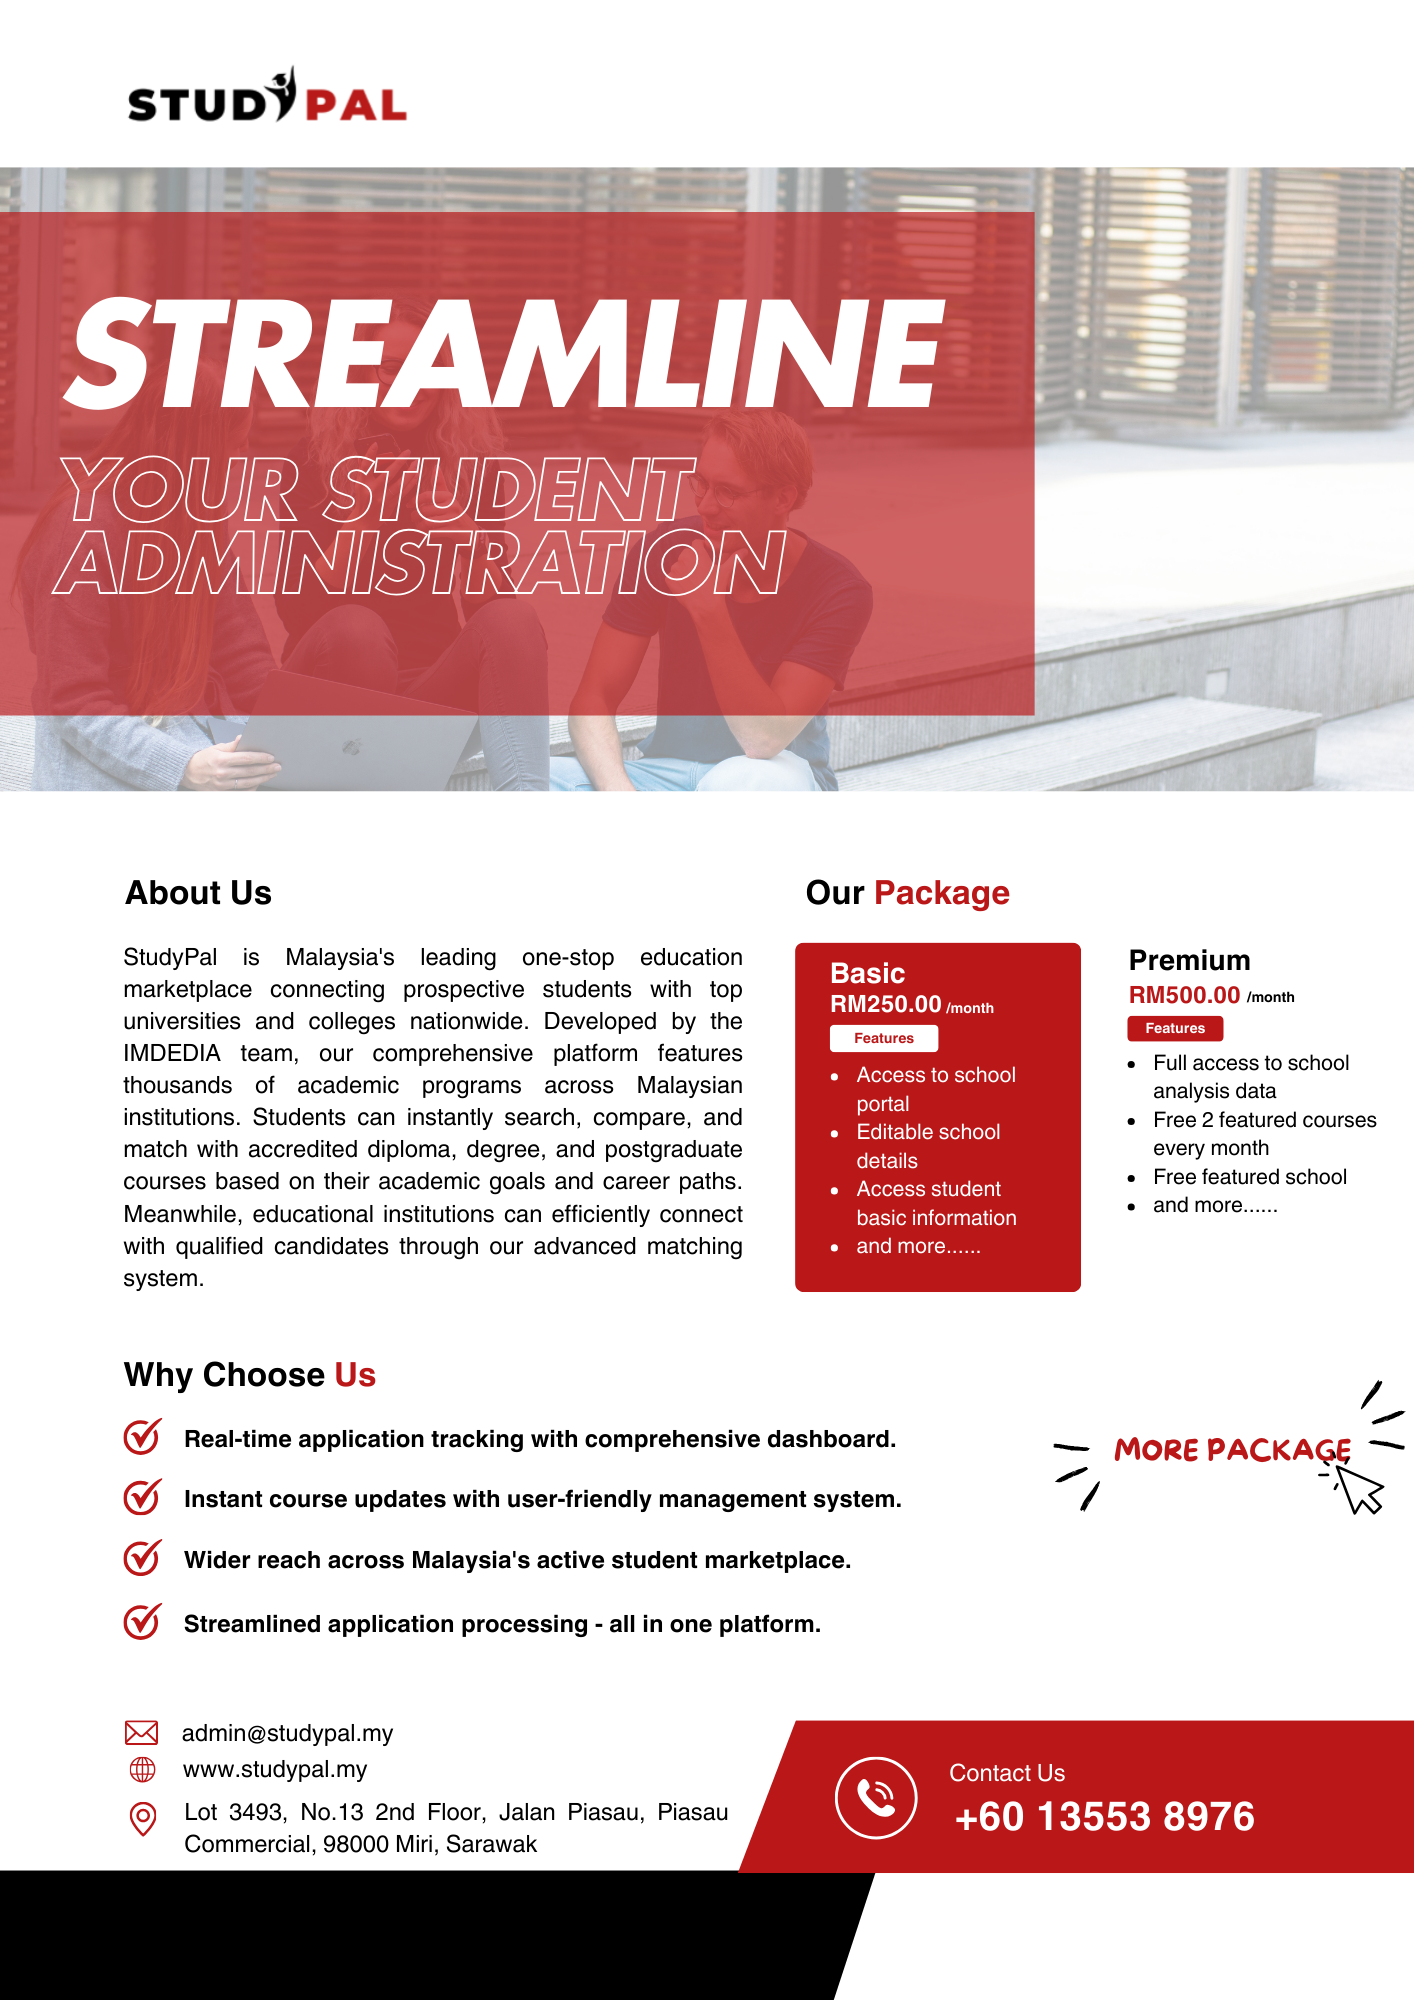 STUDYPAL
STREAMLINE
YOUR STUDENT
ADMINISTRATION
About Us
StudyPal is Malaysia's leading one-stop education
marketplace connecting prospective students with top
universities and colleges nationwide. Developed by the
IMDEDIA team, our comprehensive platform features
thousands of academic programs across Malaysian
institutions. Students can instantly search, compare, and
match with accredited diploma, degree, and postgraduate
courses based on their academic goals and career paths.
Meanwhile, educational institutions can efficiently connect
with qualified candidates through our advanced matching
system.
Our Package
Basic
RM250.00 /month
Features
• Access to school
portal
• Editable school
details
• Access student
basic information
• and more......
Premium
RM500.00 /month
Features
• Full access to school
analysis data
• Free 2 featured courses
every month
• Free featured school
• and more......
Why Choose Us
Real-time application tracking with comprehensive dashboard.
Instant course updates with user-friendly management system.
Wider reach across Malaysia's active student marketplace.
Streamlined application processing - all in one platform.
MORE PACKAGE
admin@studypal.my
www.studypal.my
Lot 3493, No.13 2nd Floor, Jalan Piasau, Piasau
Commercial, 98000 Miri, Sarawak
Contact Us
+60 13553 8976